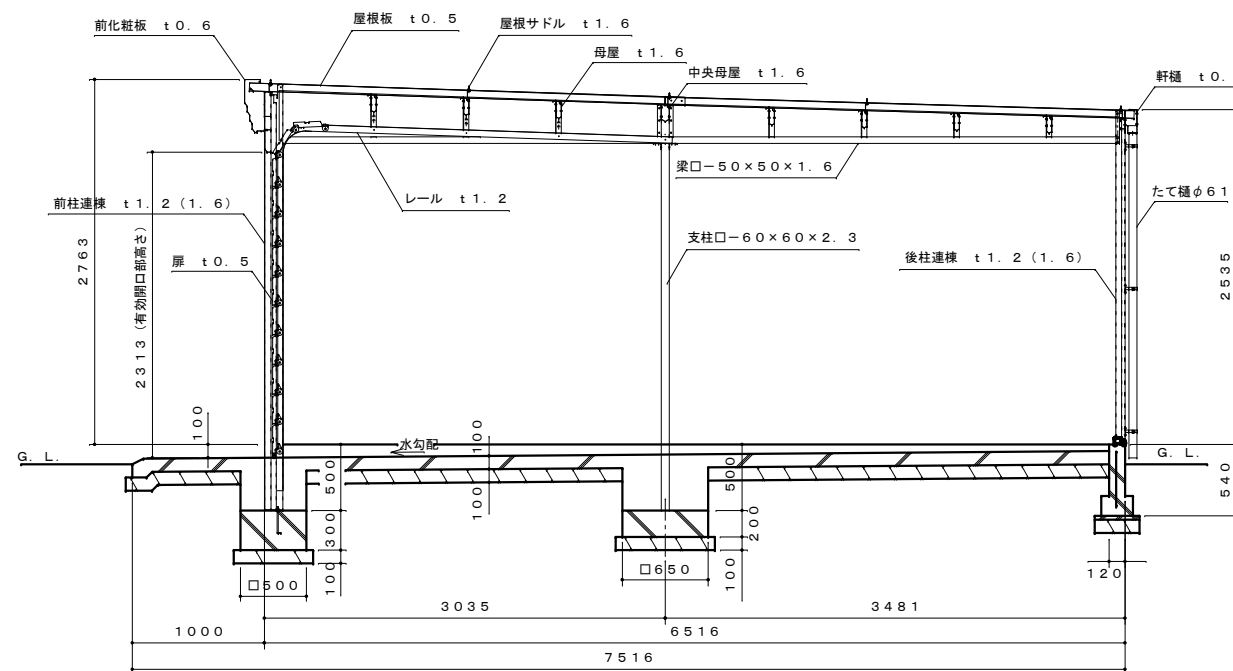 前化粧板 ｔ０．６
屋根板 ｔ０．５
屋根サドル ｔ１．６
母屋 ｔ１．６
中央母屋 ｔ１．６
軒樋 ｔ０．
梁口－５０×５０×１．６
レール ｔ１．２
たて樋φ６１
前柱連棟 ｔ１．２（１．６）
支柱口－６０×６０×２．３
後柱連棟 ｔ１．２（１．６）
扉 ｔ０．５
２７６３
２３１３（有効開口部高さ）
２５３５
１００
水勾配
１００
Ｇ．Ｌ．
Ｇ．Ｌ．
５００
１００
５００
５４０
３００
２００
１００
１００
□５００
□６５０
１２０
３０３５
３４８１
１０００
６５１６
７５１６